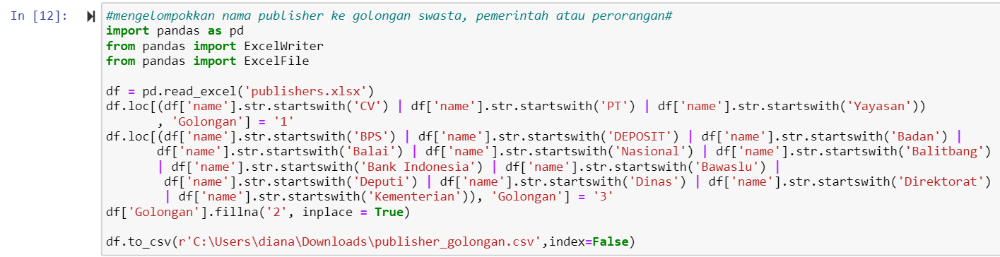 In [12]:
#mengelompokkan nama publisher ke golongan swasta, pemerintah atau perorangan#
import pandas as pd
from pandas import ExcelWriter
from pandas import ExcelFile
df = pd.read_excel('publishers.xlsx')
df.loc[(df['name'].str.startswith('CV') | df['name'].str.startswith('PT') | df['name'].str.startswith('Yayasan'))
, 'Golongan'] = '1'
df.loc[(df['name'].str.startswith('BPS') | df['name'].str.startswith('DEPOSIT') | df['name'].str.startswith('Badan') |
df['name'].str.startswith('Balai') | df['name'].str.startswith('Nasional') | df['name'].str.startswith('Balitbang')
| df['name'].str.startswith('Bank Indonesia') | df['name'].str.startswith('Bawaslu') |
df['name'].str.startswith('Deputi') | df['name'].str.startswith('Dinas') | df['name'].str.startswith('Direktorat')
| df['name'].str.startswith('Kementerian')), 'Golongan'] = '3'
df['Golongan'].fillna('2', inplace = True)
df.to_csv(r'C:\Users\diana\Downloads\publisher_golongan.csv',index=False)